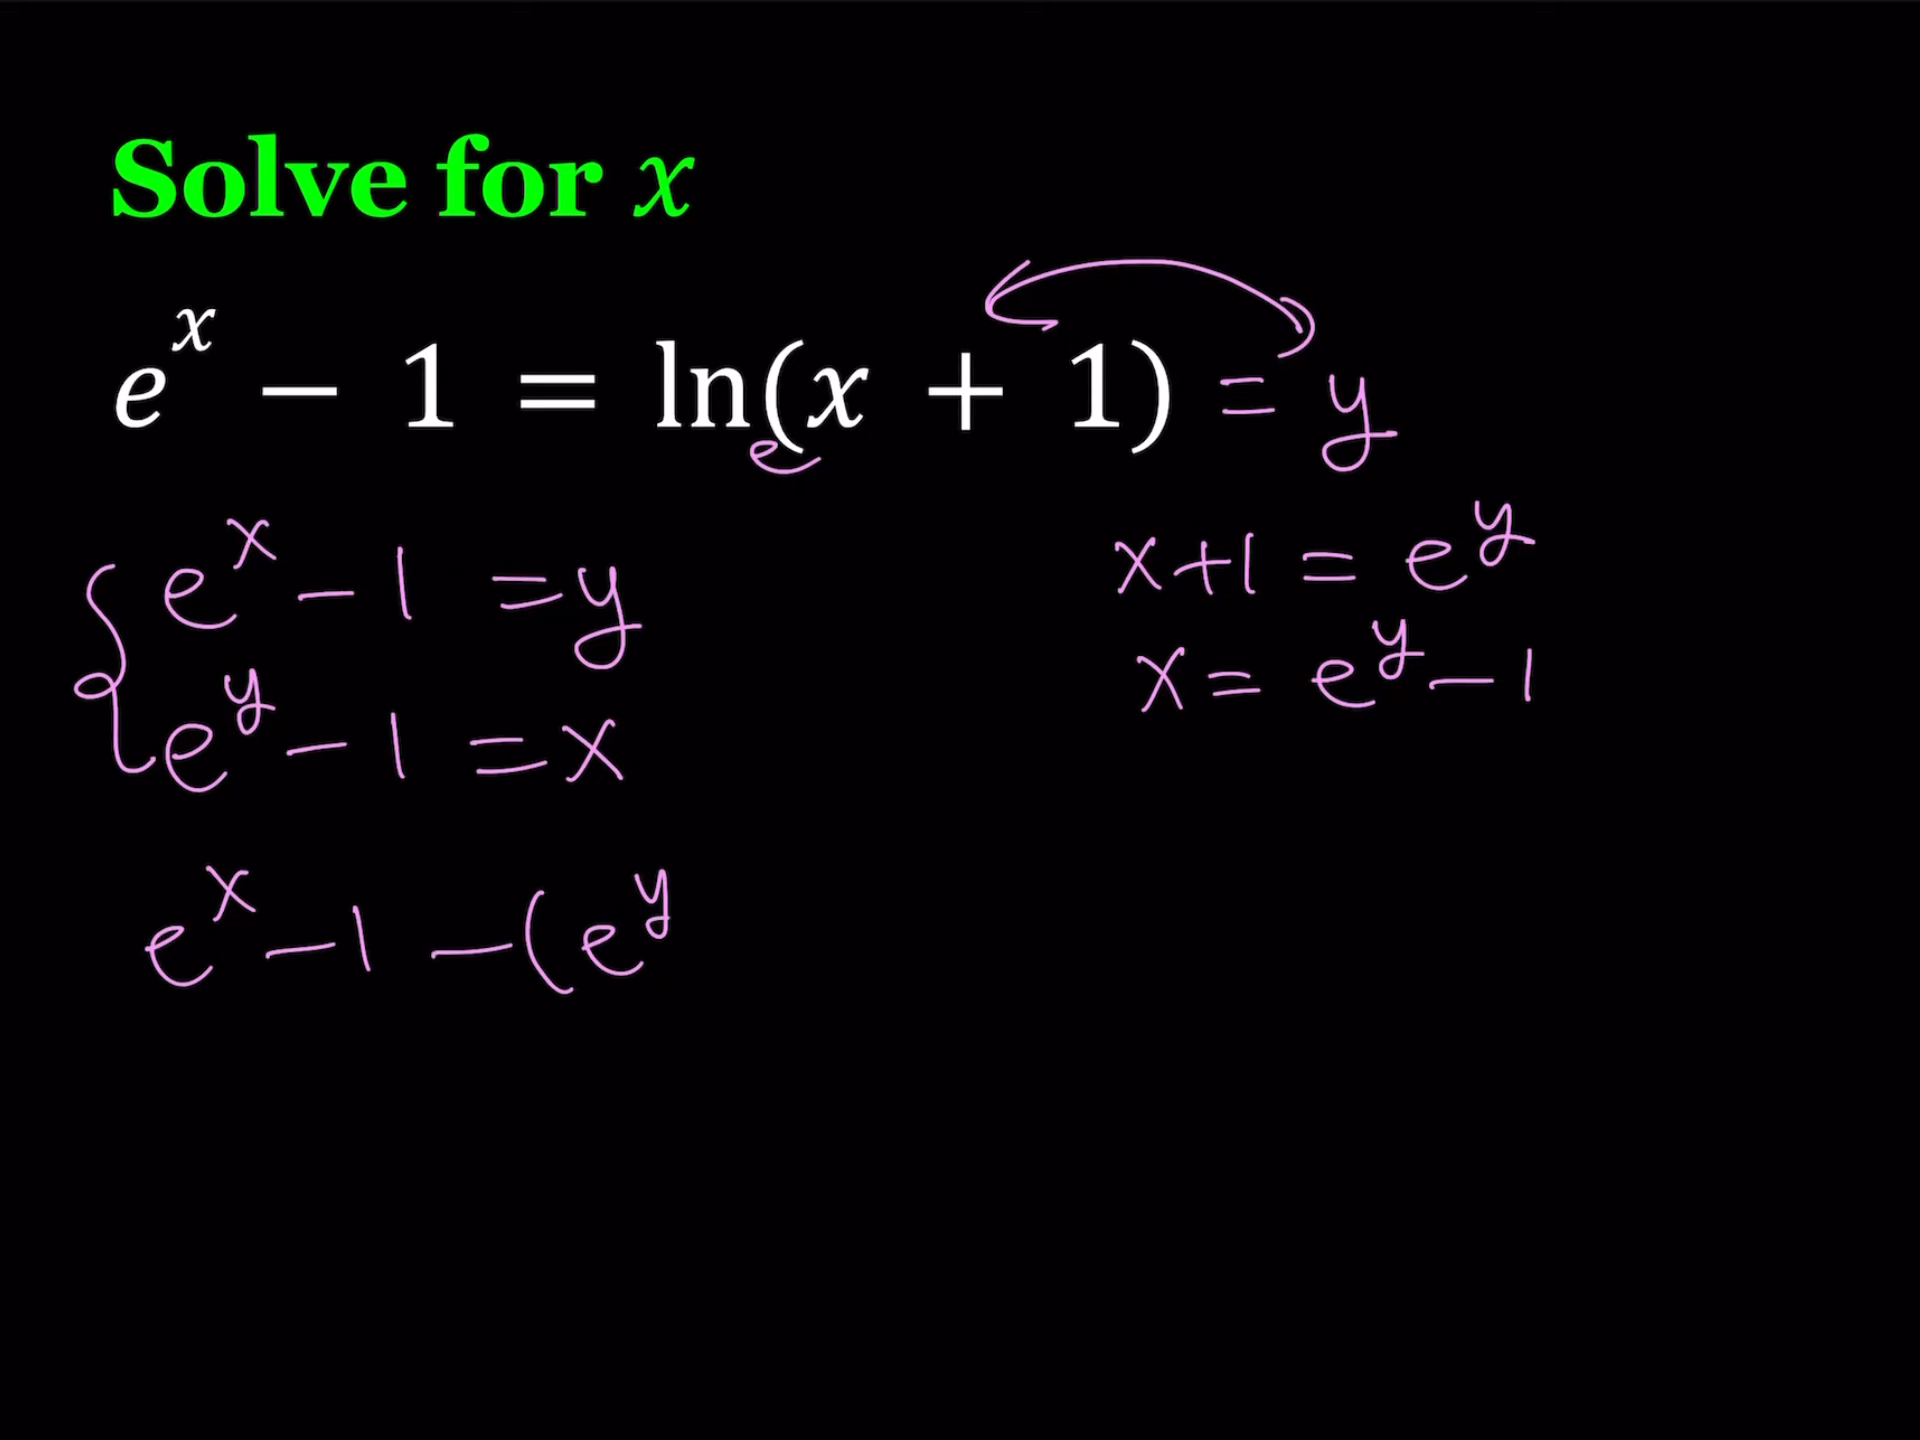 Solve for x
e^x − 1 = ln(x + 1) = y
e
e^x − 1 = y
x+1 = e^y
e^y − 1 = x
x = e^y − 1
e^x − 1 − (e^y